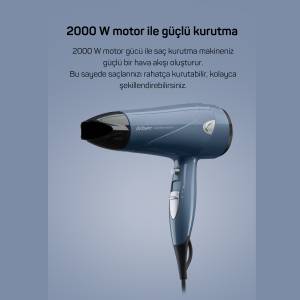 2000 W motor ile güçlü kurutma
2000 W motor gücü ile saç kurutma makineniz
güçlü bir hava akışı oluşturur.
Bu sayede saçlarınızı rahatça kurutabilir, kolayca
şekillendirebilirsiniz.